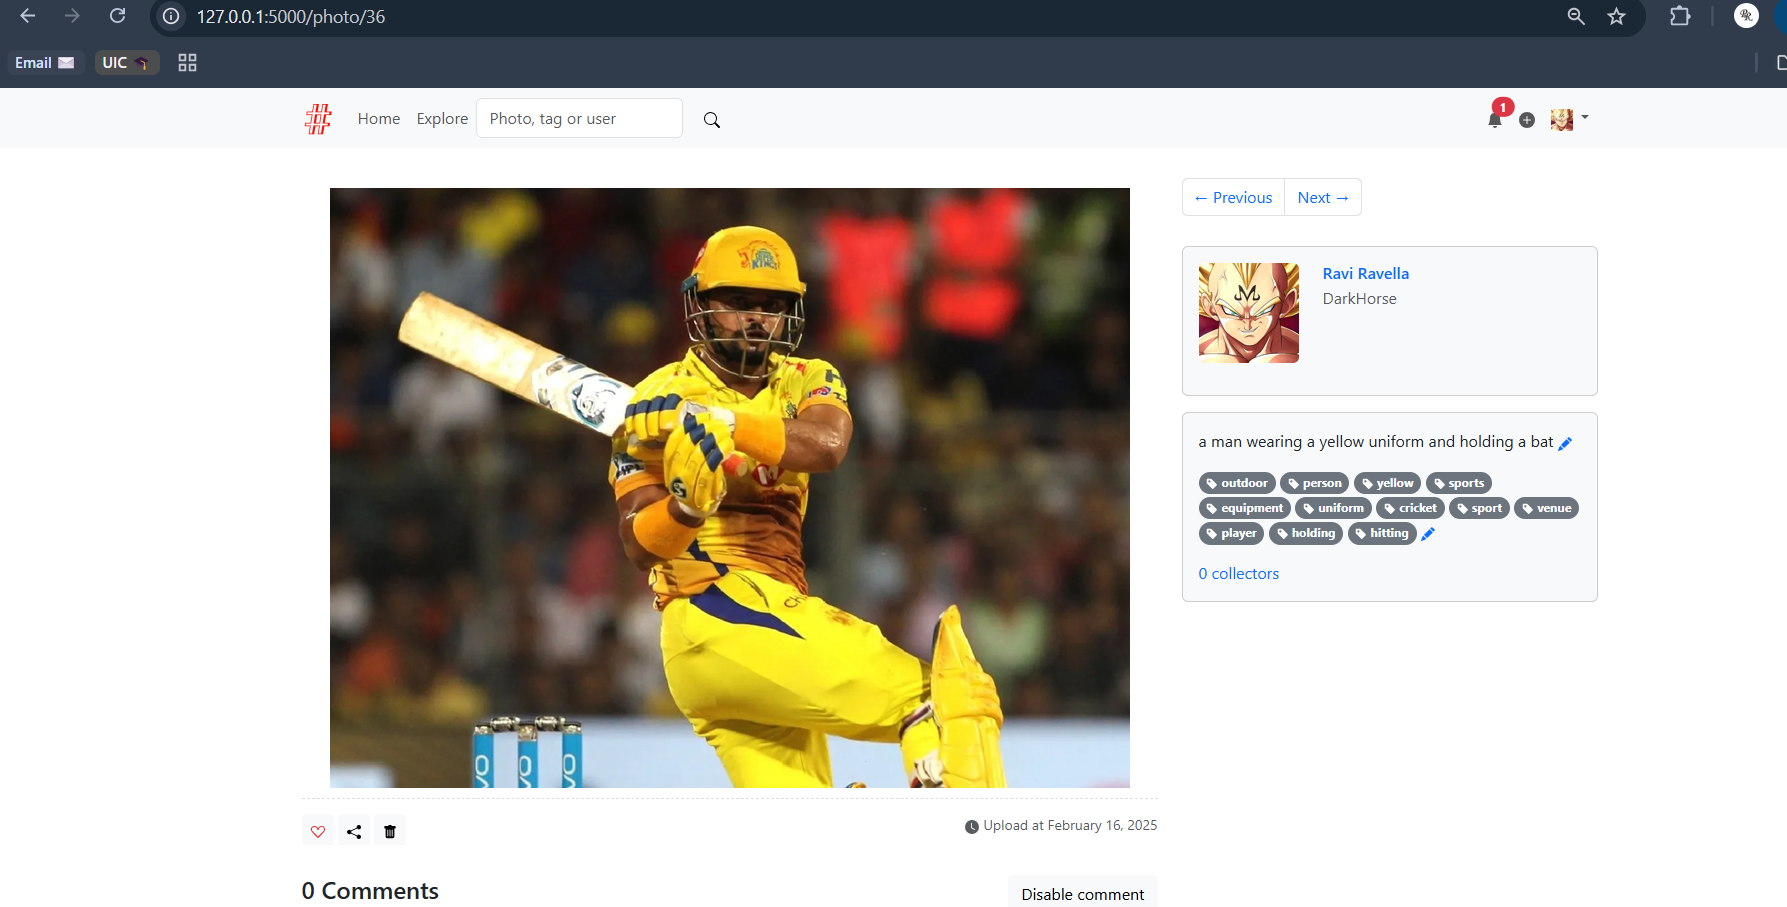 127.0.0.1:5000/photo/36
Email
UIC
#
Home Explore Photo, tag or user
1
← Previous Next →
KINGS
Ravi Ravella
DarkHorse
a man wearing a yellow uniform and holding a bat
outdoor person yellow sports
equipment uniform cricket sport venue
player holding hitting
0 collectors
Upload at February 16, 2025
0 Comments
Disable comment